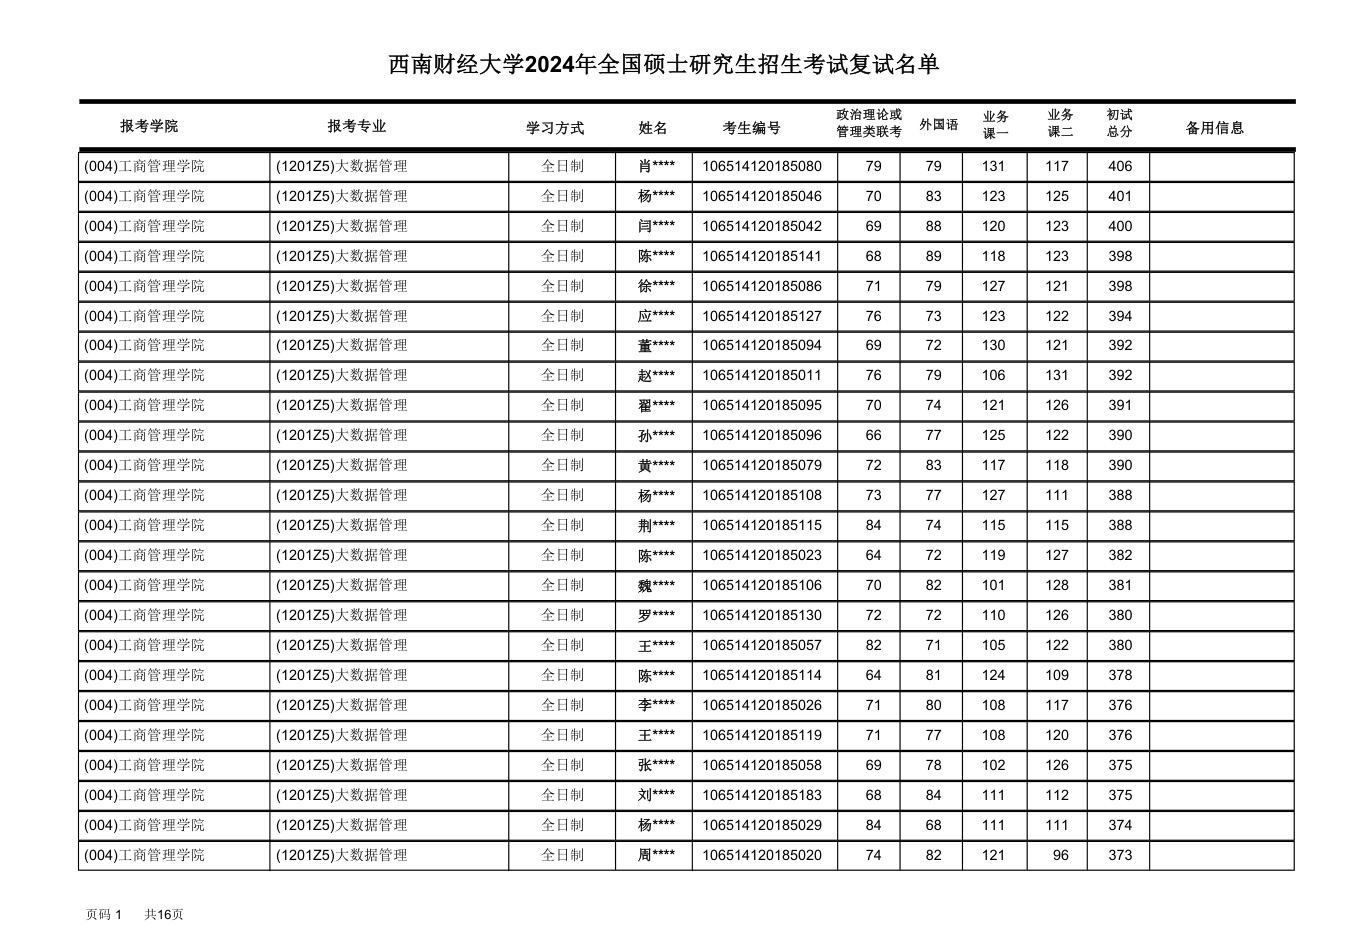 西南财经大学2024年全国硕士研究生招生考试复试名单
报考学院 报考专业 学习方式 姓名 考生编号 政治理论或管理类联考 外国语 业务课一 业务课二 初试总分 备用信息
(004)工商管理学院 (1201Z5)大数据管理 全日制 肖**** 106514120185080 79 79 131 117 406
(004)工商管理学院 (1201Z5)大数据管理 全日制 杨**** 106514120185046 70 83 123 125 401
(004)工商管理学院 (1201Z5)大数据管理 全日制 闫**** 106514120185042 69 88 120 123 400
(004)工商管理学院 (1201Z5)大数据管理 全日制 陈**** 106514120185141 68 89 118 123 398
(004)工商管理学院 (1201Z5)大数据管理 全日制 徐**** 106514120185086 71 79 127 121 398
(004)工商管理学院 (1201Z5)大数据管理 全日制 应**** 106514120185127 76 73 123 122 394
(004)工商管理学院 (1201Z5)大数据管理 全日制 董**** 106514120185094 69 72 130 121 392
(004)工商管理学院 (1201Z5)大数据管理 全日制 赵**** 106514120185011 76 79 106 131 392
(004)工商管理学院 (1201Z5)大数据管理 全日制 翟**** 106514120185095 70 74 121 126 391
(004)工商管理学院 (1201Z5)大数据管理 全日制 孙**** 106514120185096 66 77 125 122 390
(004)工商管理学院 (1201Z5)大数据管理 全日制 黄**** 106514120185079 72 83 117 118 390
(004)工商管理学院 (1201Z5)大数据管理 全日制 杨**** 106514120185108 73 77 127 111 388
(004)工商管理学院 (1201Z5)大数据管理 全日制 荆**** 106514120185115 84 74 115 115 388
(004)工商管理学院 (1201Z5)大数据管理 全日制 陈**** 106514120185023 64 72 119 127 382
(004)工商管理学院 (1201Z5)大数据管理 全日制 魏**** 106514120185106 70 82 101 128 381
(004)工商管理学院 (1201Z5)大数据管理 全日制 罗**** 106514120185130 72 72 110 126 380
(004)工商管理学院 (1201Z5)大数据管理 全日制 王**** 106514120185057 82 71 105 122 380
(004)工商管理学院 (1201Z5)大数据管理 全日制 陈**** 106514120185114 64 81 124 109 378
(004)工商管理学院 (1201Z5)大数据管理 全日制 李**** 106514120185026 71 80 108 117 376
(004)工商管理学院 (1201Z5)大数据管理 全日制 王**** 106514120185119 71 77 108 120 376
(004)工商管理学院 (1201Z5)大数据管理 全日制 张**** 106514120185058 69 78 102 126 375
(004)工商管理学院 (1201Z5)大数据管理 全日制 刘**** 106514120185183 68 84 111 112 375
(004)工商管理学院 (1201Z5)大数据管理 全日制 杨**** 106514120185029 84 68 111 111 374
(004)工商管理学院 (1201Z5)大数据管理 全日制 周**** 106514120185020 74 82 121 96 373
页码 1 共16页